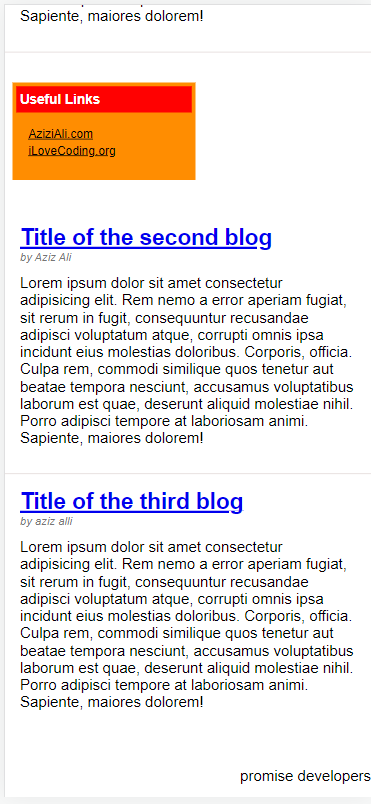 Sapiente, maiores dolorem!
Useful Links
AziziAli.com
iLoveCoding.org
Title of the second blog
by Aziz Ali
Lorem ipsum dolor sit amet consectetur
adipisicing elit. Rem nemo a error aperiam fugiat,
sit rerum in fugit, consequuntur recusandae
adipisci voluptatum atque, corrupti omnis ipsa
incidunt eius molestias doloribus. Corporis, officia.
Culpa rem, commodi similique quos tenetur aut
beatae tempora nesciunt, accusamus voluptatibus
laborum est quae, deserunt aliquid molestiae nihil.
Porro adipisci tempore at laboriosam animi.
Sapiente, maiores dolorem!
Title of the third blog
by aziz alli
Lorem ipsum dolor sit amet consectetur
adipisicing elit. Rem nemo a error aperiam fugiat,
sit rerum in fugit, consequuntur recusandae
adipisci voluptatum atque, corrupti omnis ipsa
incidunt eius molestias doloribus. Corporis, officia.
Culpa rem, commodi similique quos tenetur aut
beatae tempora nesciunt, accusamus voluptatibus
laborum est quae, deserunt aliquid molestiae nihil.
Porro adipisci tempore at laboriosam animi.
Sapiente, maiores dolorem!
promise developers